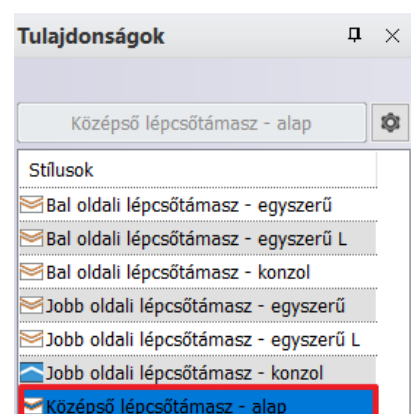 Tulajdonságok
Középső lépcsőtámasz - alap
Stílusok
Bal oldali lépcsőtámasz - egyszerű
Bal oldali lépcsőtámasz - egyszerű L
Bal oldali lépcsőtámasz - konzol
Jobb oldali lépcsőtámasz - egyszerű
Jobb oldali lépcsőtámasz - egyszerű L
Jobb oldali lépcsőtámasz - konzol
Középső lépcsőtámasz - alap